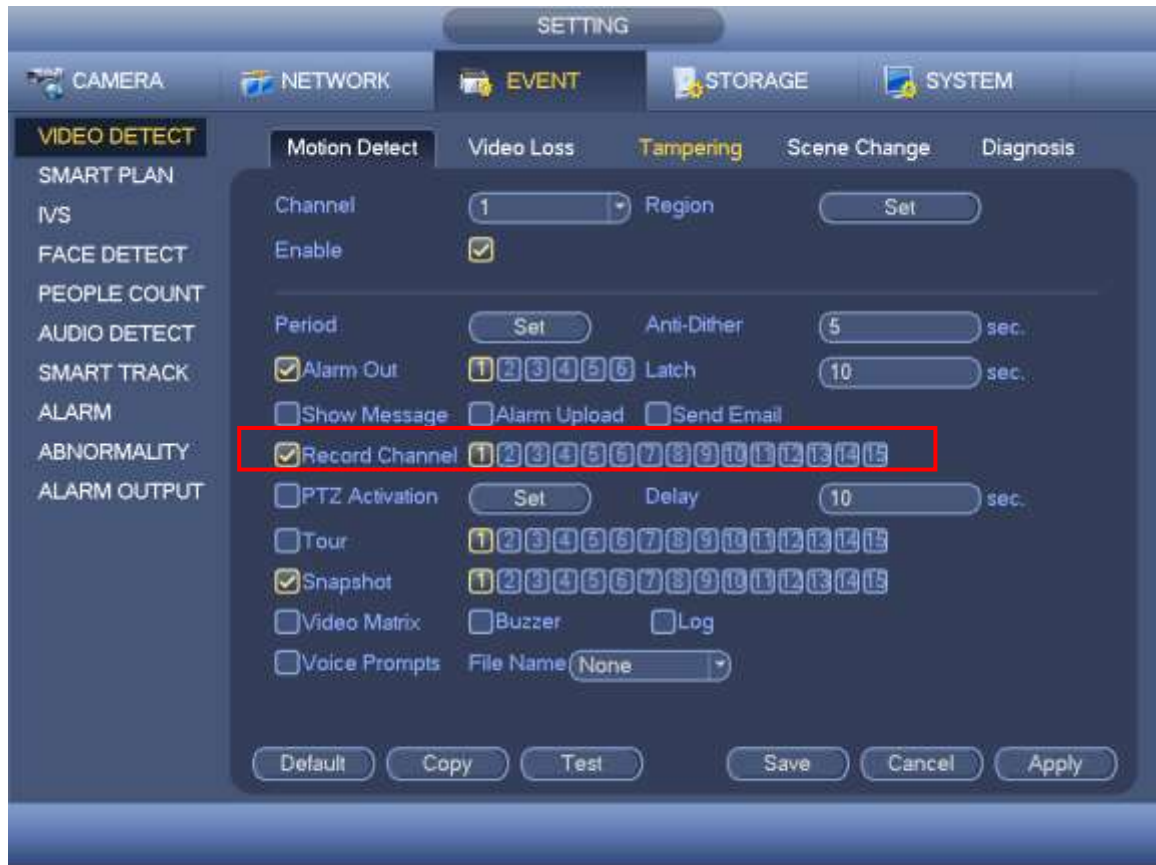 SETTING
CAMERA NETWORK EVENT STORAGE SYSTEM
VIDEO DETECT
SMART PLAN
IVS
FACE DETECT
PEOPLE COUNT
AUDIO DETECT
SMART TRACK
ALARM
ABNORMALITY
ALARM OUTPUT
Motion Detect Video Loss Tampering Scene Change Diagnosis
Channel 1 Region Set
Enable
Period Set Anti-Dither 5 sec.
Alarm Out 1 2 3 4 5 6 Latch 10 sec.
Show Message Alarm Upload Send Email
Record Channel 1 2 3 4 5 6 7 8 9 10 11 12 13 14 15
PTZ Activation Set Delay 10 sec.
Tour 1 2 3 4 5 6 7 8 9 10 11 12 13 14 15
Snapshot 1 2 3 4 5 6 7 8 9 10 11 12 13 14 15
Video Matrix Buzzer Log
Voice Prompts File Name None
Default Copy Test Save Cancel Apply